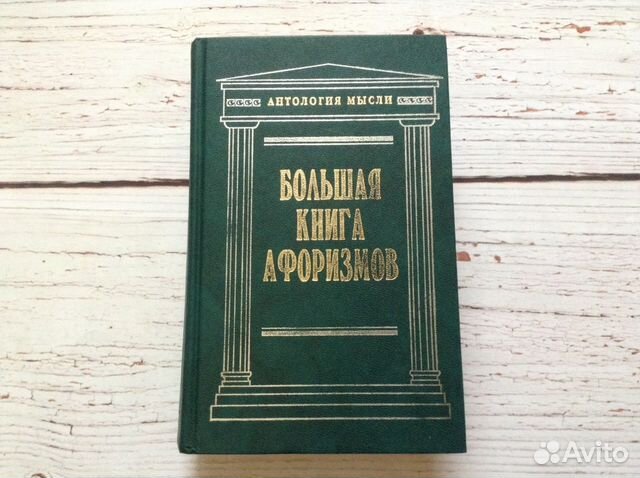 АНТОЛОГИЯ МЫСЛИ
БОЛЬШАЯ
КНИГА
АФОРИЗМОВ
Avito